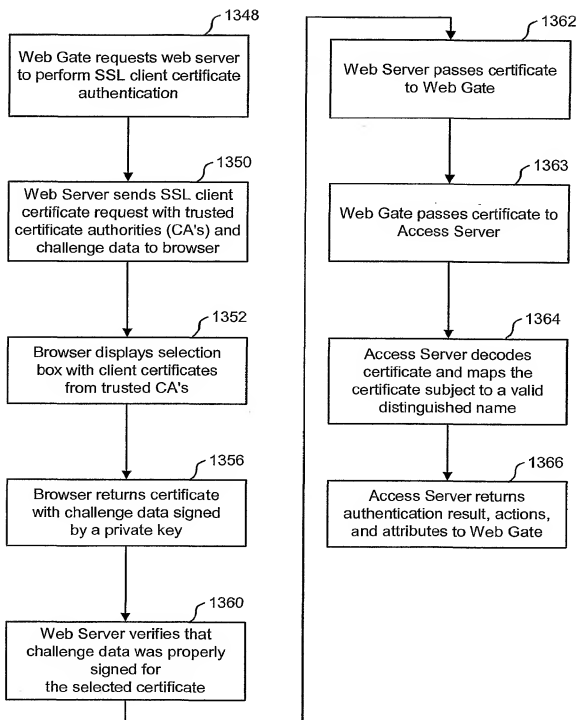 1348
Web Gate requests web server
to perform SSL client certificate
authentication
1350
Web Server sends SSL client
certificate request with trusted
certificate authorities (CA's) and
challenge data to browser
1352
Browser displays selection
box with client certificates
from trusted CA's
1356
Browser returns certificate
with challenge data signed
by a private key
1360
Web Server verifies that
challenge data was properly
signed for
the selected certificate
1362
Web Server passes certificate
to Web Gate
1363
Web Gate passes certificate to
Access Server
1364
Access Server decodes
certificate and maps the
certificate subject to a valid
distinguished name
1366
Access Server returns
authentication result, actions,
and attributes to Web Gate